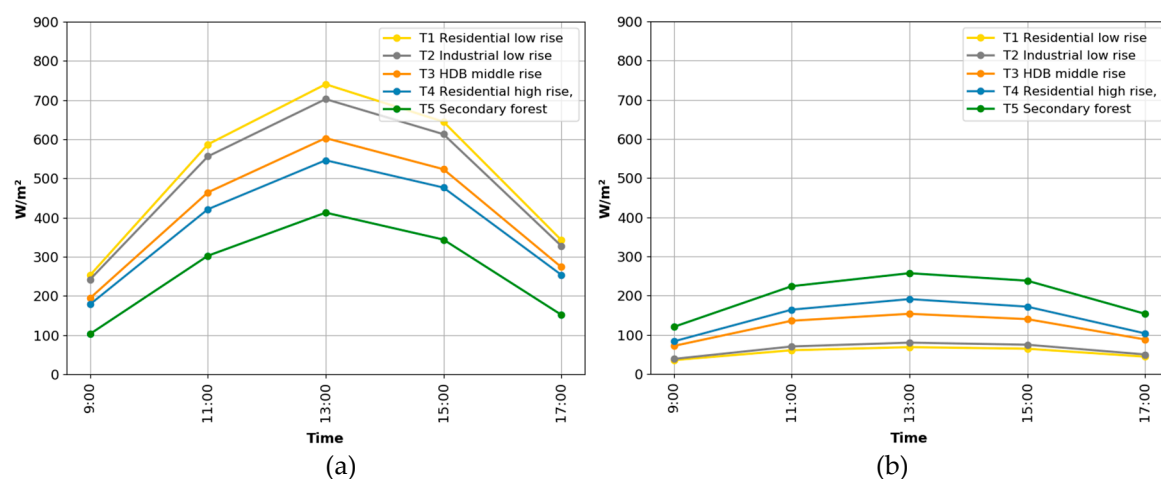 900
800
700
600
500
400
300
200
100
0
W/m²
T1 Residential low rise
T2 Industrial low rise
T3 HDB middle rise
T4 Residential high rise,
T5 Secondary forest
9:00
11:00
13:00
15:00
17:00
Time
(a)
900
800
700
600
500
400
300
200
100
0
W/m²
T1 Residential low rise
T2 Industrial low rise
T3 HDB middle rise
T4 Residential high rise,
T5 Secondary forest
9:00
11:00
13:00
15:00
17:00
Time
(b)